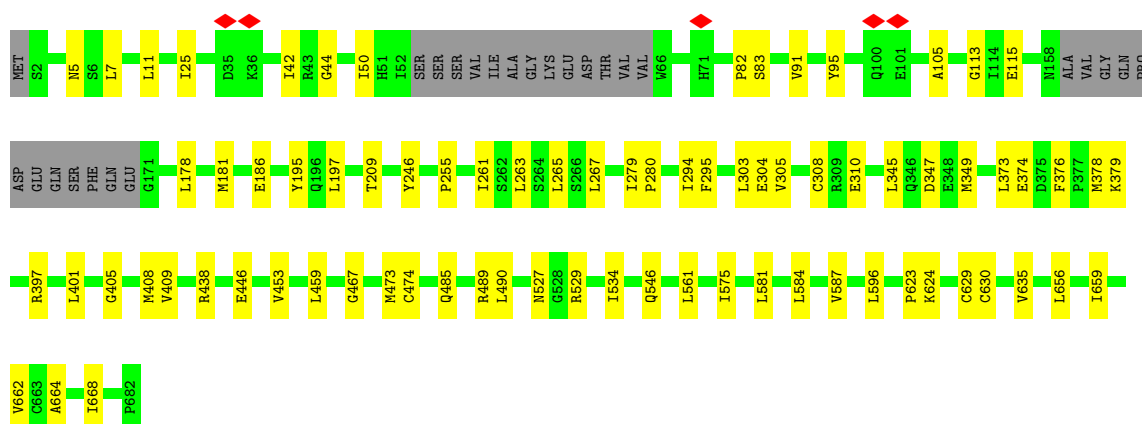 MET S2 N5 S6 L7 L11 I25 D35 K36 I42 R43 G44 I50 H51 I52 SER SER SER VAL ILE ALA GLY LYS GLU ASP THR VAL VAL W66 H71 P82 S83 V91 Y95 Q100 E101 A105 G113 I114 E115 N158 ALA VAL GLY GLN PRO
ASP GLU GLN SER PHE GLN GLU G171 L178 M181 E186 Y195 Q196 L197 T209 Y246 P255 I261 S262 L263 S264 L265 S266 L267 I279 P280 I294 F295 L303 E304 V305 C308 R309 E310 L345 Q346 D347 E348 M349 L373 E374 D375 F376 P377 M378 K379
R397 L401 G405 M408 V409 R438 E446 V453 L459 G467 M473 C474 Q485 R489 L490 N527 G528 R529 I534 Q546 L561 I575 L581 L584 V587 L596 P623 K624 C629 C630 V635 L656 I659
V662 C663 A664 I668 P682